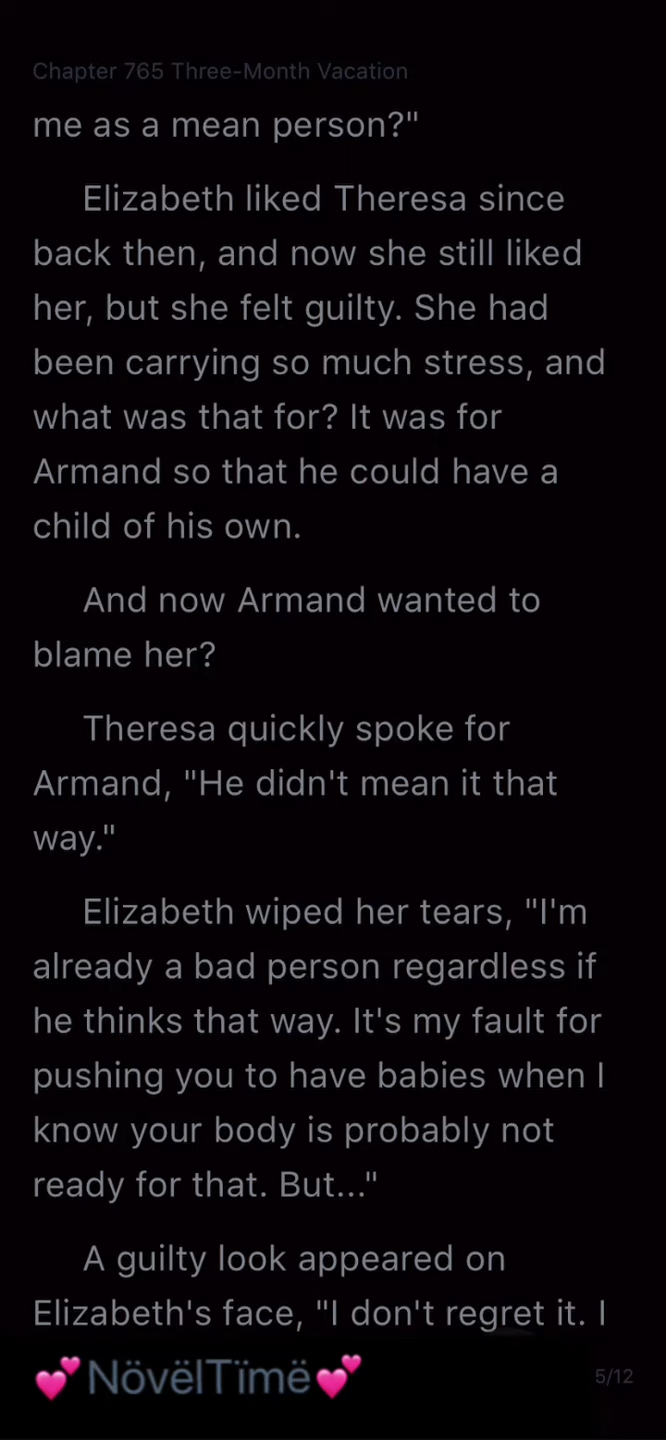 Chapter 765 Three-Month Vacation
me as a mean person?"
Elizabeth liked Theresa since
back then, and now she still liked
her, but she felt guilty. She had
been carrying so much stress, and
what was that for? It was for
Armand so that he could have a
child of his own.
And now Armand wanted to
blame her?
Theresa quickly spoke for
Armand, "He didn't mean it that
way."
Elizabeth wiped her tears, "I'm
already a bad person regardless if
he thinks that way. It's my fault for
pushing you to have babies when I
know your body is probably not
ready for that. But..."
A guilty look appeared on
Elizabeth's face, "I don't regret it. I
💕NövëlTïmë💕
5/12